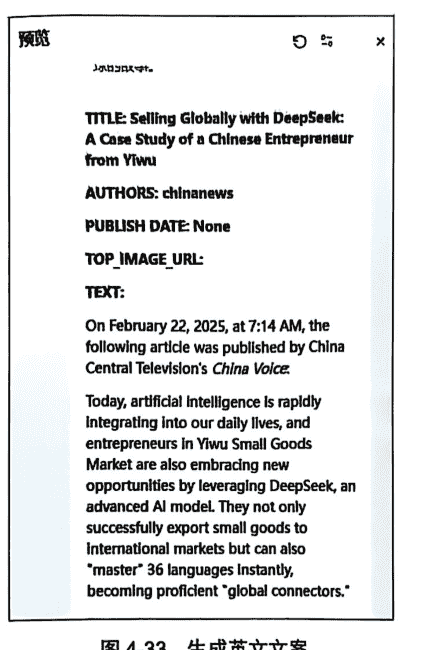 预览
TITLE: Selling Globally with DeepSeek:
A Case Study of a Chinese Entrepreneur
from Yiwu
AUTHORS: chinanews
PUBLISH DATE: None
TOP_IMAGE_URL:
TEXT:
On February 22, 2025, at 7:14 AM, the
following article was published by China
Central Television's China Voice:
Today, artificial intelligence is rapidly
integrating into our daily lives, and
entrepreneurs in Yiwu Small Goods
Market are also embracing new
opportunities by leveraging DeepSeek, an
advanced AI model. They not only
successfully export small goods to
international markets but can also
"master" 36 languages instantly,
becoming proficient "global connectors."
图 4.33 生成英文文案